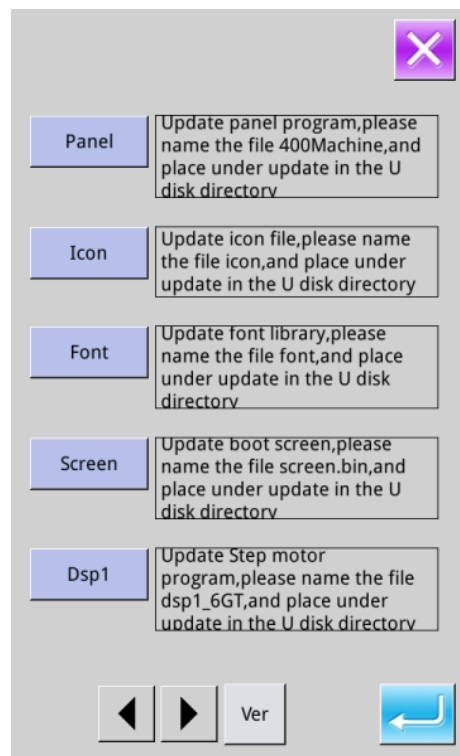 Panel
Update panel program,please
name the file 400Machine,and
place under update in the U
disk directory
Icon
Update icon file,please name
the file icon,and place under
update in the U disk directory
Font
Update font library,please
name the file font,and place
under update in the U disk
directory
Screen
Update boot screen,please
name the file screen.bin,and
place under update in the U
disk directory
Dsp1
Update Step motor
program,please name the file
dsp1_6GT,and place under
update in the U disk directory
Ver